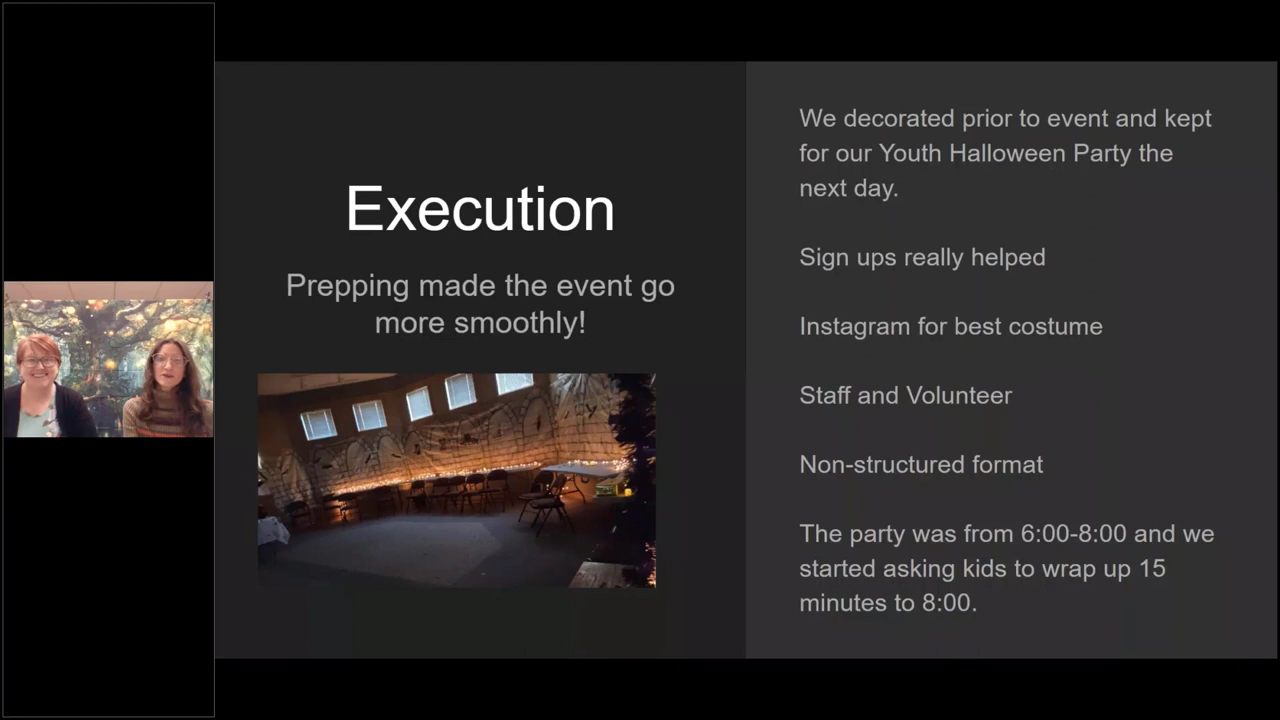 Execution
Prepping made the event go
more smoothly!
We decorated prior to event and kept
for our Youth Halloween Party the
next day.
Sign ups really helped
Instagram for best costume
Staff and Volunteer
Non-structured format
The party was from 6:00-8:00 and we
started asking kids to wrap up 15
minutes to 8:00.